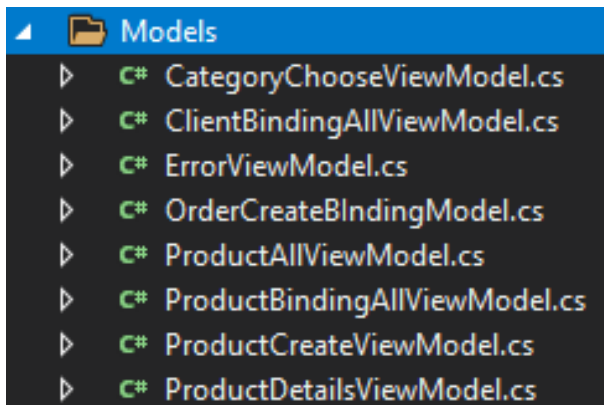 Models
C# CategoryChooseViewModel.cs
C# ClientBindingAllViewModel.cs
C# ErrorViewModel.cs
C# OrderCreateBIndingModel.cs
C# ProductAllViewModel.cs
C# ProductBindingAllViewModel.cs
C# ProductCreateViewModel.cs
C# ProductDetailsViewModel.cs